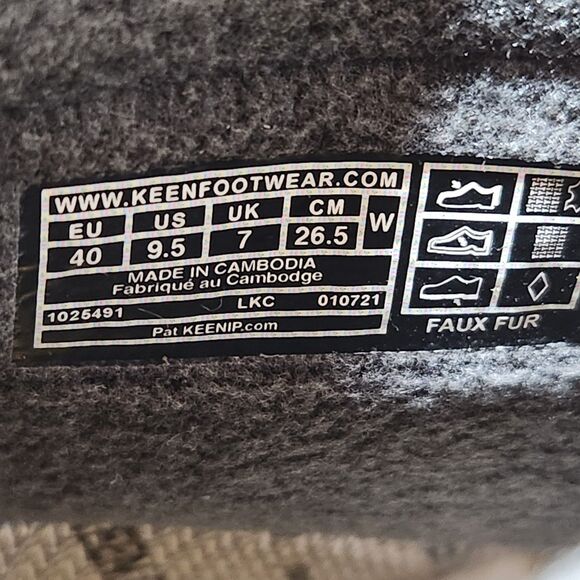 WWW.KEENFOOTWEAR.COM
EU US UK CM W
40 9.5 7 26.5
MADE IN CAMBODIA
Fabriqué au Cambodge
1025491 LKC 010721
Pat KEENIP.com
FAUX FUR